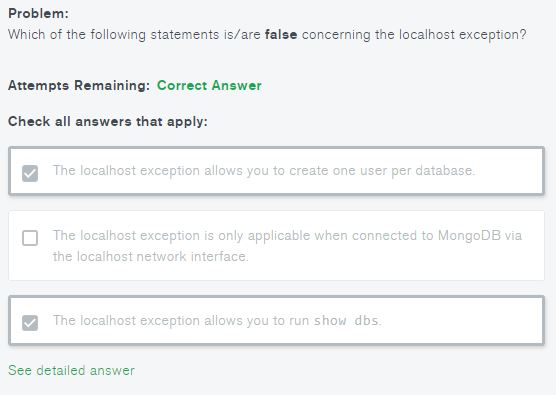 Problem:
Which of the following statements is/are false concerning the localhost exception?
Attempts Remaining: Correct Answer
Check all answers that apply:
The localhost exception allows you to create one user per database.
The localhost exception is only applicable when connected to MongoDB via
the localhost network interface.
The localhost exception allows you to run show dbs.
See detailed answer